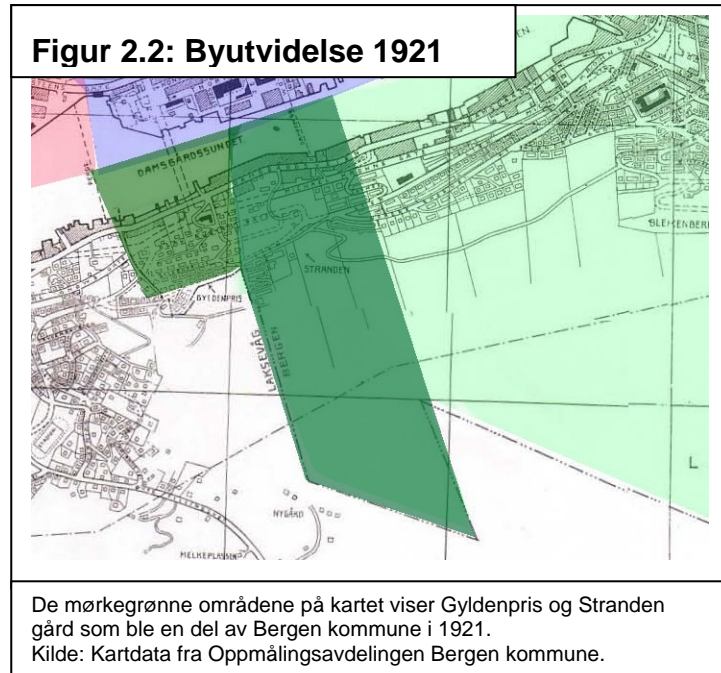 Figur 2.2: Byutvidelse 1921
DAMSGÅRDSSUNDET
STRANDEN
GYLDENPRIS
LAKSEVÅG
BERGEN
L
NYGÅRD
MELKEPLASSEN
De mørkegrønne områdene på kartet viser Gyldenpris og Stranden
gård som ble en del av Bergen kommune i 1921.
Kilde: Kartdata fra Oppmålingsavdelingen Bergen kommune.